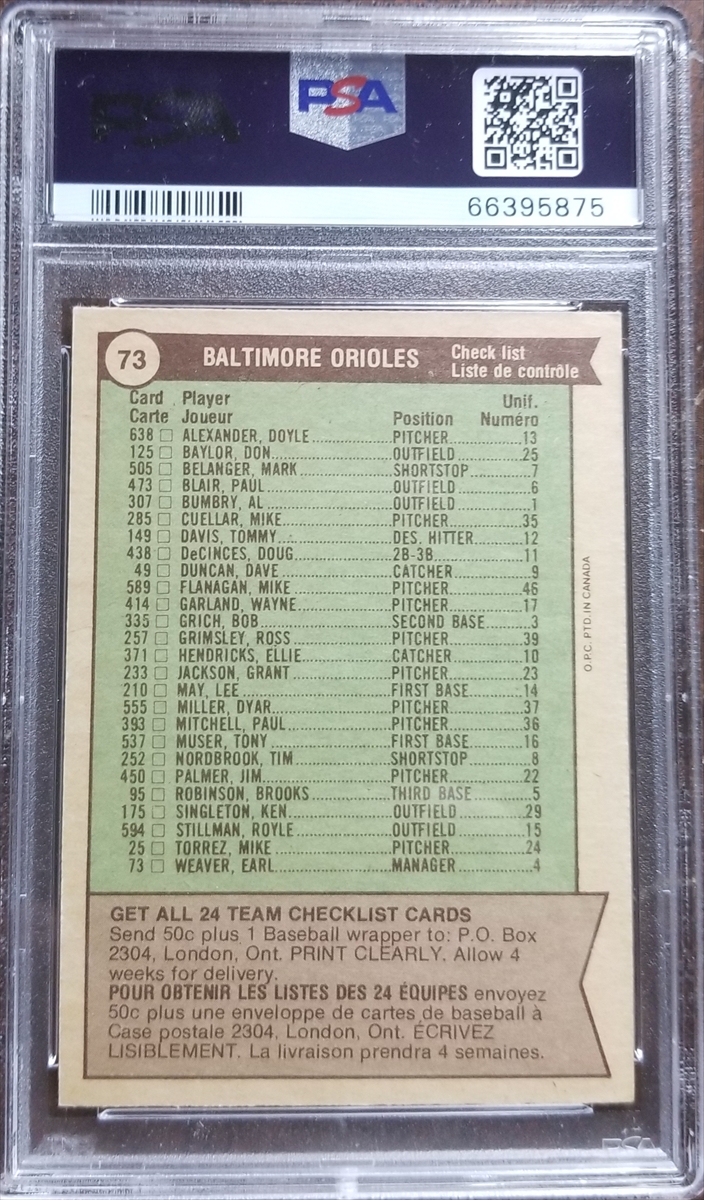 PSA
PSA
66395875
73 BALTIMORE ORIOLES Check list
Liste de contrôle
Card Player Unif.
Carte Joueur Position Numéro
638 ALEXANDER, DOYLE PITCHER 13
125 BAYLOR, DON OUTFIELD 25
505 BELANGER, MARK SHORTSTOP 7
473 BLAIR, PAUL OUTFIELD 6
307 BUMBRY, AL OUTFIELD 1
285 CUELLAR, MIKE PITCHER 35
149 DAVIS, TOMMY DES. HITTER 12
438 DeCINCES, DOUG 2B-3B 11
49 DUNCAN, DAVE CATCHER 9
589 FLANAGAN, MIKE PITCHER 46
414 GARLAND, WAYNE PITCHER 17
335 GRICH, BOB SECOND BASE 3
257 GRIMSLEY, ROSS PITCHER 39
371 HENDRICKS, ELLIE CATCHER 10
233 JACKSON, GRANT PITCHER 23
210 MAY, LEE FIRST BASE 14
555 MILLER, DYAR PITCHER 37
393 MITCHELL, PAUL PITCHER 36
537 MUSER, TONY FIRST BASE 16
252 NORDBROOK, TIM SHORTSTOP 8
450 PALMER, JIM PITCHER 22
95 ROBINSON, BROOKS THIRD BASE 5
175 SINGLETON, KEN OUTFIELD 29
594 STILLMAN, ROYLE OUTFIELD 15
25 TORREZ, MIKE PITCHER 24
73 WEAVER, EARL MANAGER 4
O.P.C. PTD. IN CANADA
GET ALL 24 TEAM CHECKLIST CARDS
Send 50c plus 1 Baseball wrapper to: P.O. Box
2304, London, Ont. PRINT CLEARLY. Allow 4
weeks for delivery.
POUR OBTENIR LES LISTES DES 24 ÉQUIPES envoyez
50c plus une enveloppe de cartes de baseball à
Case postale 2304, London, Ont. ÉCRIVEZ
LISIBLEMENT. La livraison prendra 4 semaines.
PSA